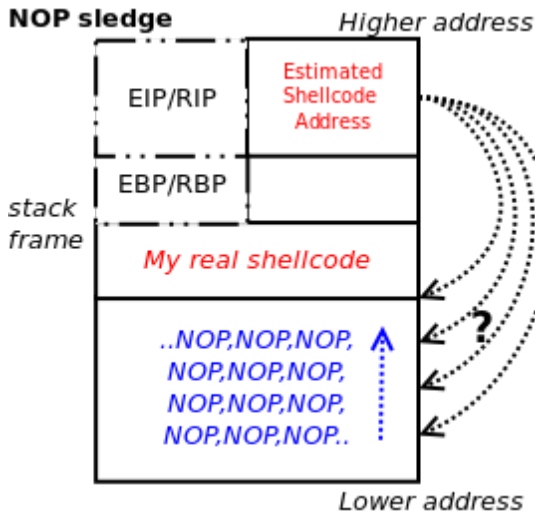 NOP sledge
Higher address
EIP/RIP
Estimated
Shellcode
Address
EBP/RBP
stack
frame
My real shellcode
?
..NOP,NOP,NOP,
NOP,NOP,NOP,
NOP,NOP,NOP,
NOP,NOP,NOP..
Lower address